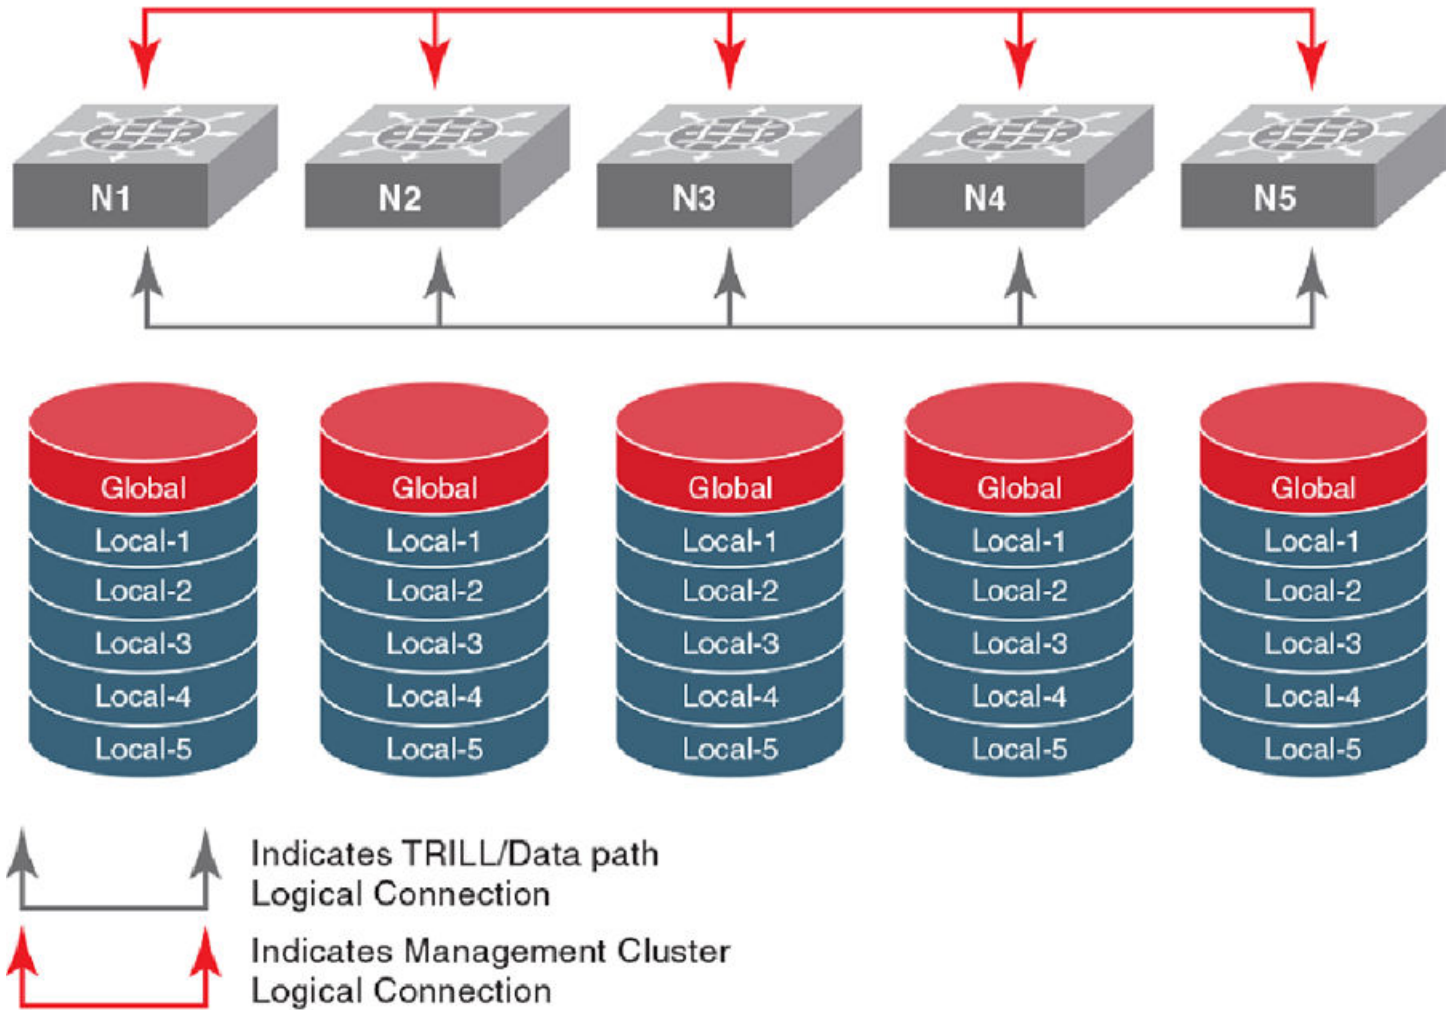 N1 N2 N3 N4 N5
Global Global Global Global Global
Local-1 Local-1 Local-1 Local-1 Local-1
Local-2 Local-2 Local-2 Local-2 Local-2
Local-3 Local-3 Local-3 Local-3 Local-3
Local-4 Local-4 Local-4 Local-4 Local-4
Local-5 Local-5 Local-5 Local-5 Local-5
Indicates TRILL/Data path
Logical Connection
Indicates Management Cluster
Logical Connection